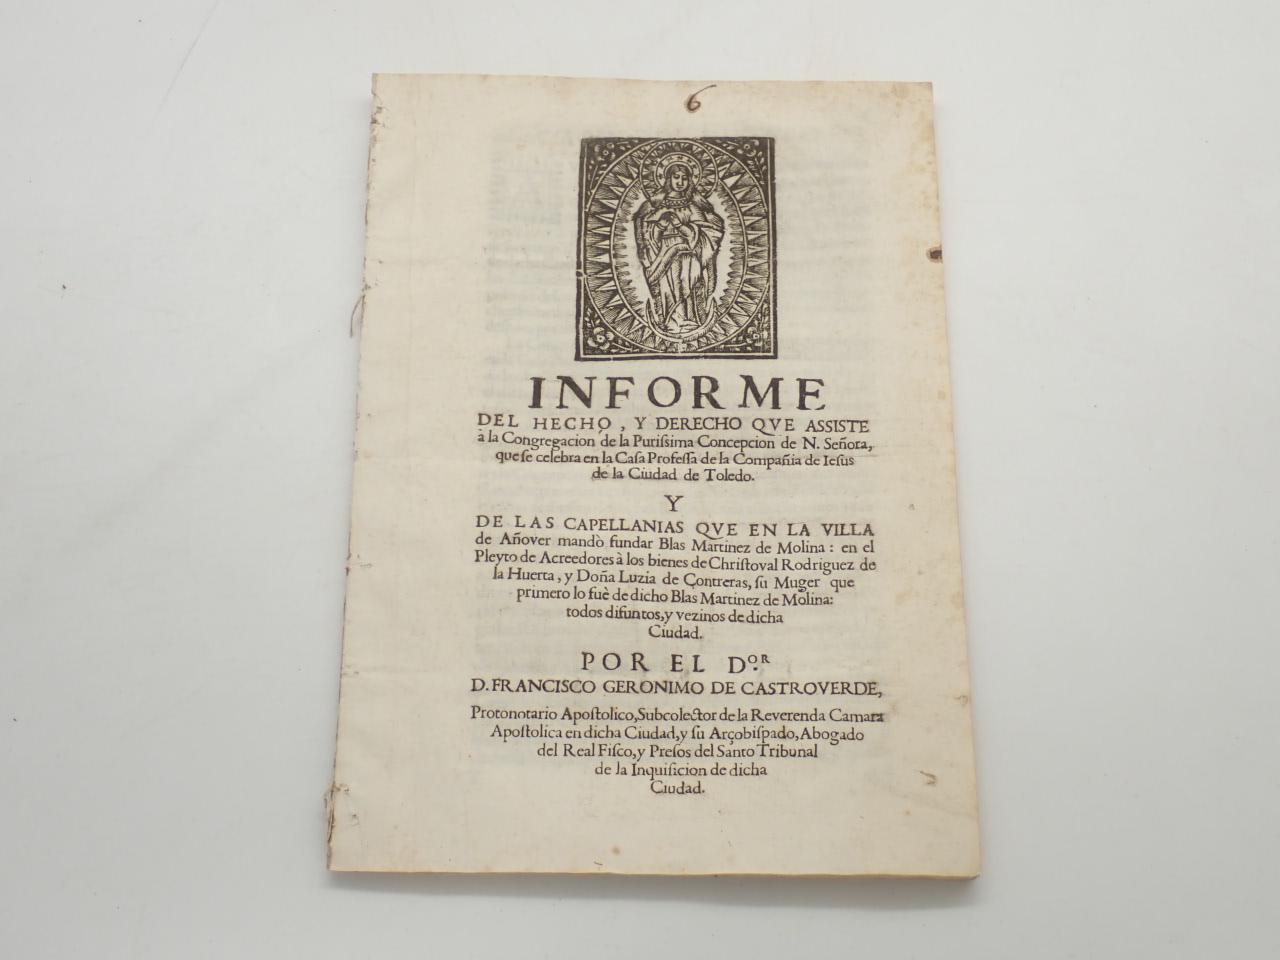 6
INFORME
DEL HECHO, Y DERECHO QVE ASSISTE
à la Congregacion de la Puriſsima Concepcion de N. Señora,
que ſe celebra en la Caſa Profeſſa de la Compañia de Ieſus
de la Ciudad de Toledo.
Y
DE LAS CAPELLANIAS QVE EN LA VILLA
de Añover mandò fundar Blas Martinez de Molina: en el
Pleyto de Acreedores à los bienes de Chriſtoval Rodriguez de
la Huerta, y Doña Luzia de Contreras, ſu Muger que
primero lo fuè de dicho Blas Martinez de Molina:
todos difuntos, y vezinos de dicha
Ciudad.
POR EL D.OR
D. FRANCISCO GERONIMO DE CASTROVERDE,
Protonotario Apoſtolico, Subcolector de la Reverenda Camara
Apoſtolica en dicha Ciudad, y ſu Arçobiſpado, Abogado
del Real Fiſco, y Preſos del Santo Tribunal
de la Inquiſicion de dicha
Ciudad.